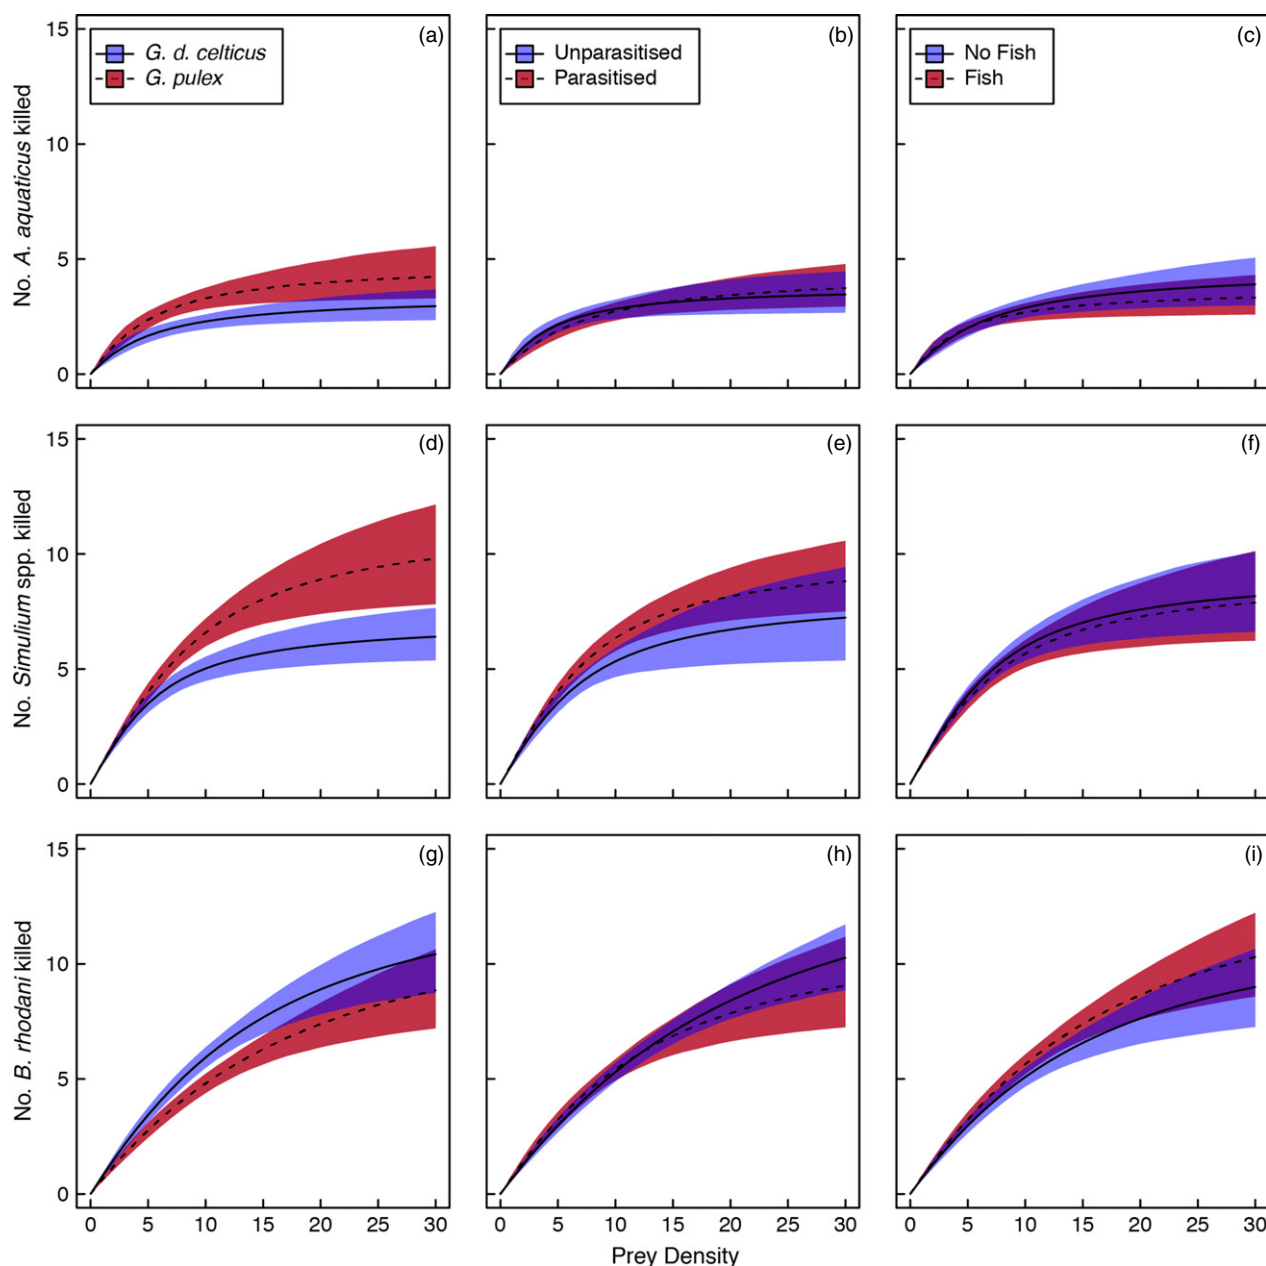 (a)
(b)
(c)
G. d. celticus
G. pulex
Unparasitised
Parasitised
No Fish
Fish
No. A. aquaticus killed
15
10
5
0
(d)
(e)
(f)
No. Simulium spp. killed
15
10
5
0
(g)
(h)
(i)
No. B. rhodani killed
15
10
5
0
0 5 10 15 20 25 30
0 5 10 15 20 25 30
0 5 10 15 20 25 30
Prey Density